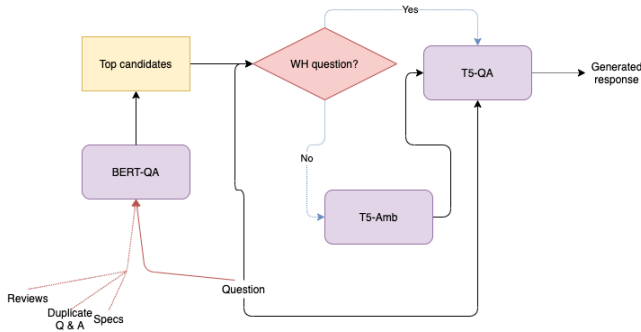 Yes
Top candidates
WH question?
T5-QA
Generated
response
No
BERT-QA
T5-Amb
Reviews
Duplicate
Q & A
Specs
Question